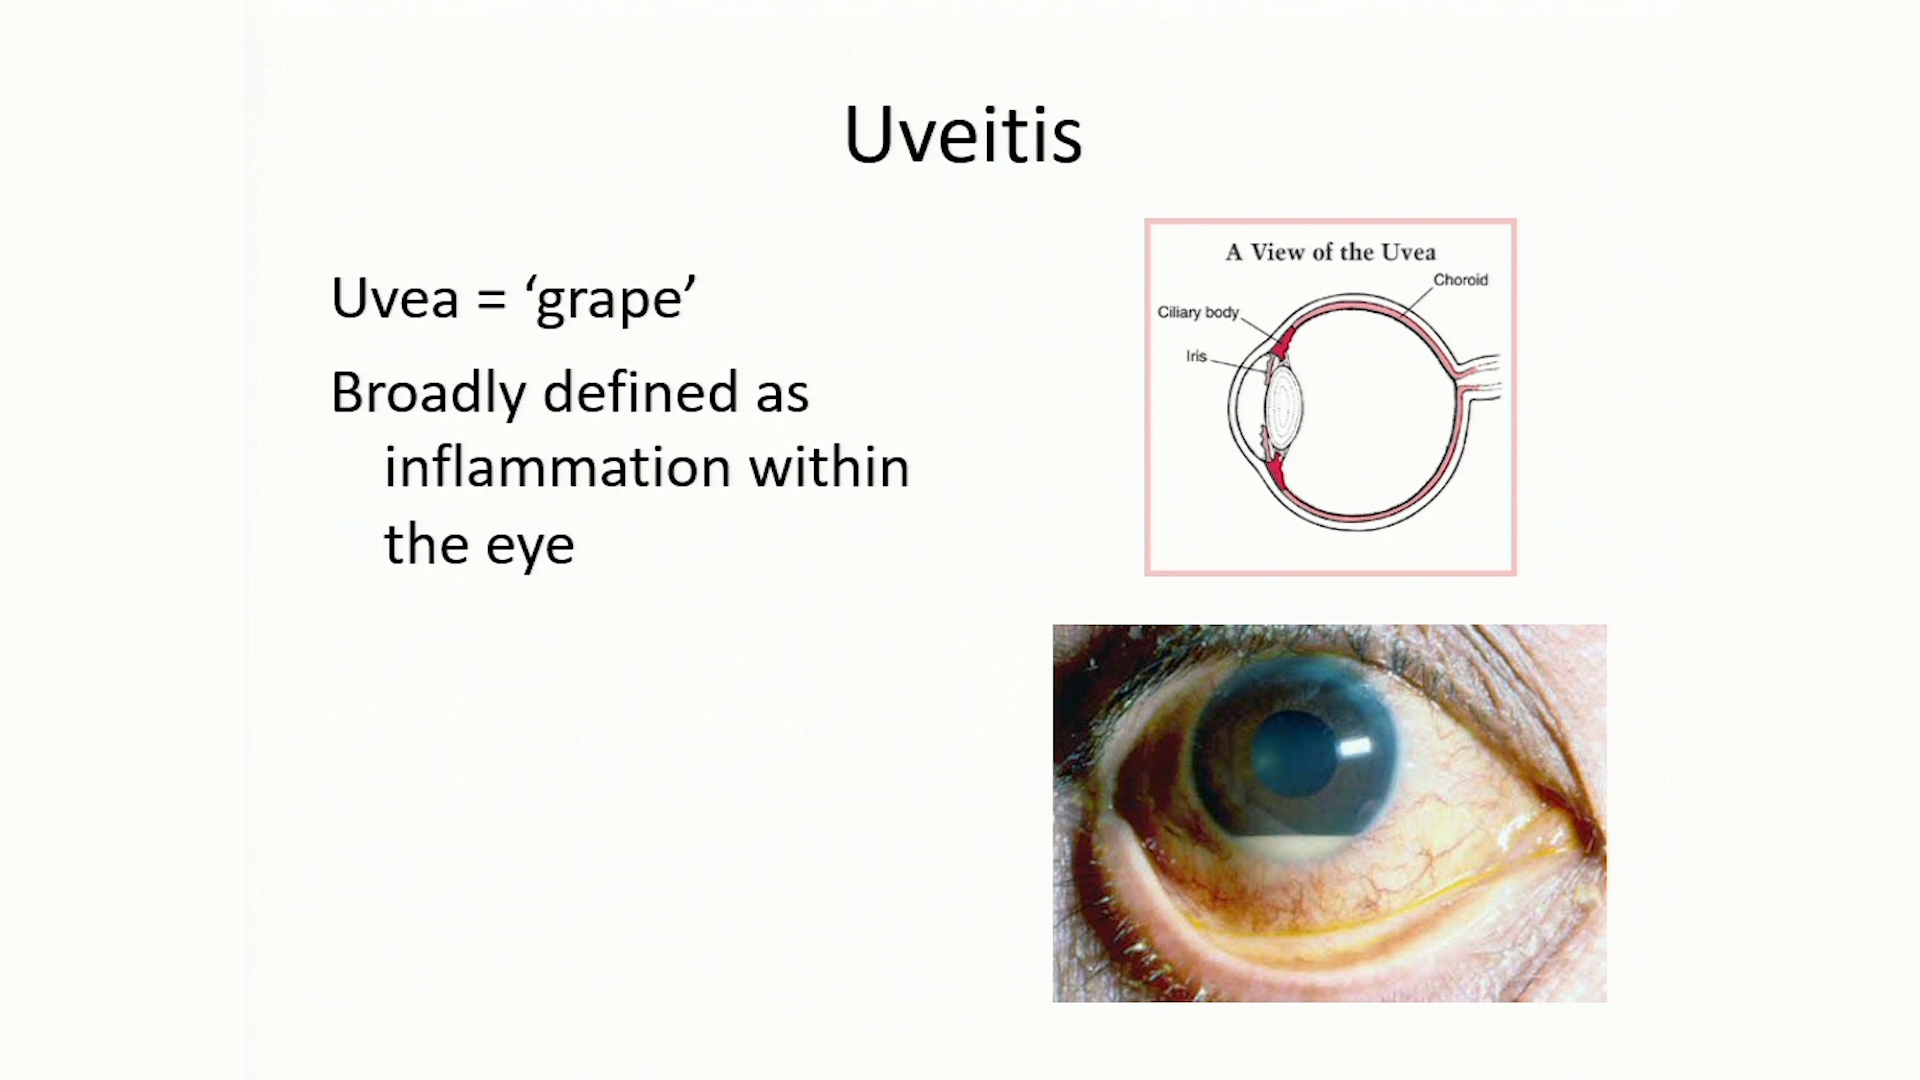 Uveitis
Uvea = ‘grape’
Broadly defined as
inflammation within
the eye
A View of the Uvea
Choroid
Ciliary body
Iris